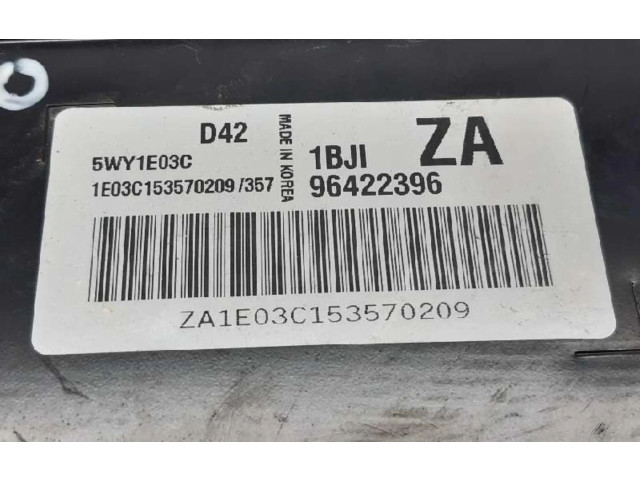 D42
5WY1E03C
1E03C153570209 /357
MADE IN KOREA
1BJI
ZA
96422396
ZA1E03C153570209